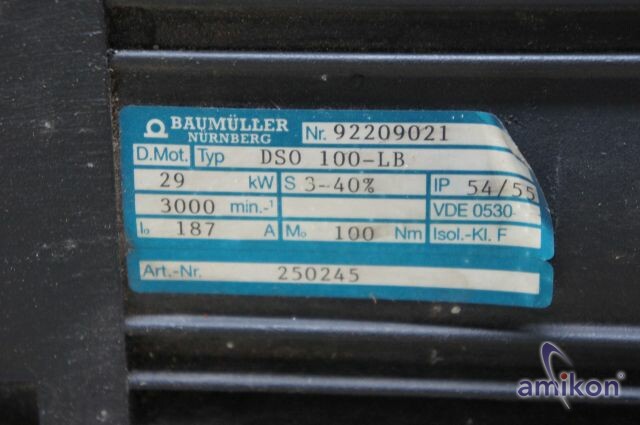 BAUMÜLLER
NÜRNBERG
Nr. 92209021
D.Mot. Typ DSO 100-LB
29 kW S 3-40% IP 54/55
3000 min.-¹ VDE 0530-
I₀ 187 A M₀ 100 Nm Isol.-Kl. F
Art.-Nr. 250245
amikon